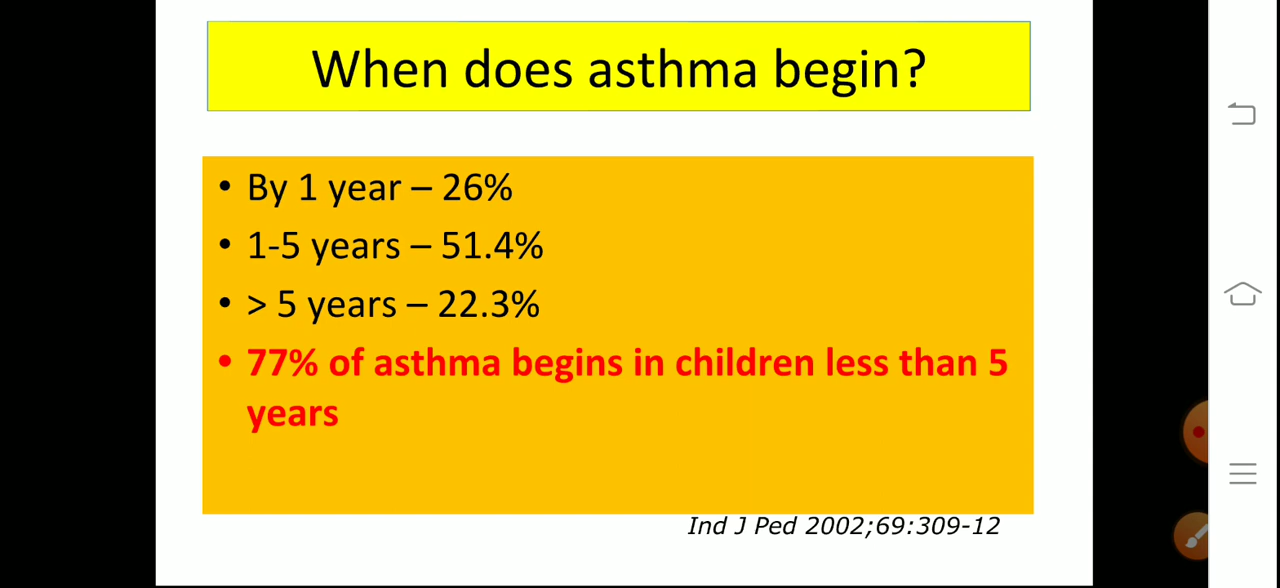 When does asthma begin?
• By 1 year – 26%
• 1-5 years – 51.4%
• > 5 years – 22.3%
• 77% of asthma begins in children less than 5
years
Ind J Ped 2002;69:309-12